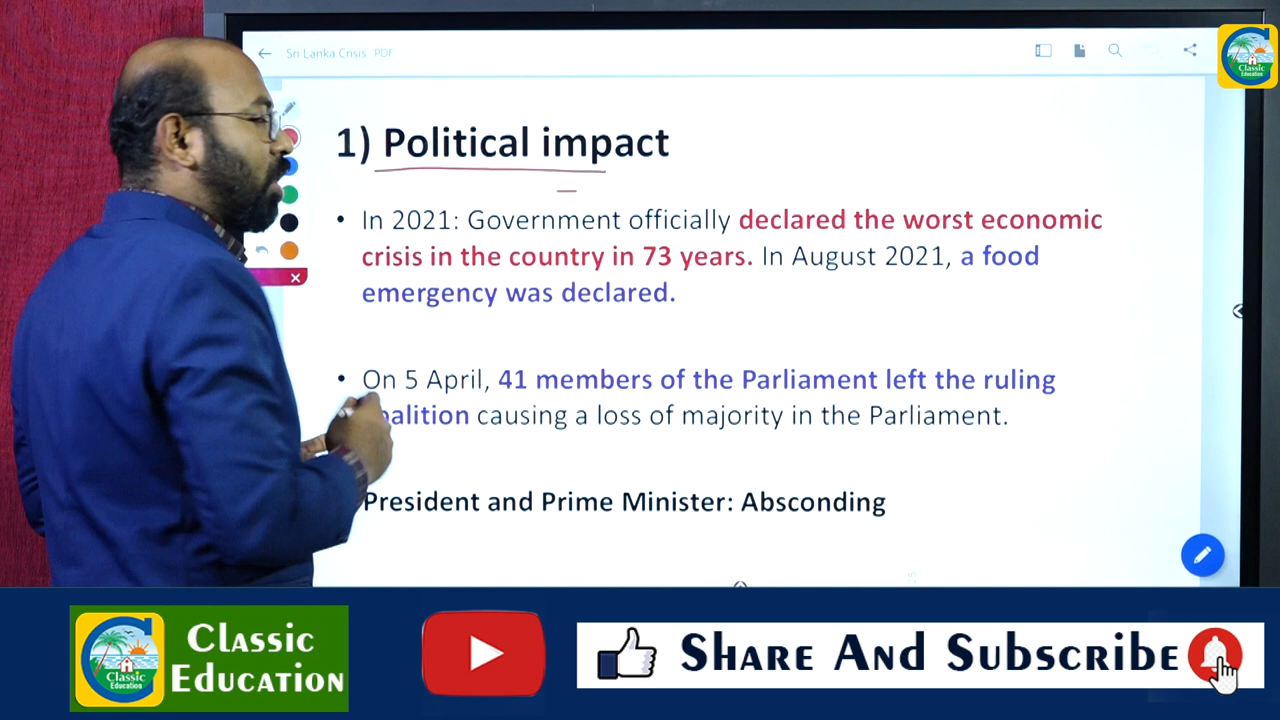 Sri Lanka Crisis PDF
Classic
Education
1) Political impact
• In 2021: Government officially declared the worst economic
crisis in the country in 73 years. In August 2021, a food
emergency was declared.
• On 5 April, 41 members of the Parliament left the ruling
causing a loss of majority in the Parliament.
President and Prime Minister: Absconding
Classic
Education
Classic
Education
Share And Subscribe